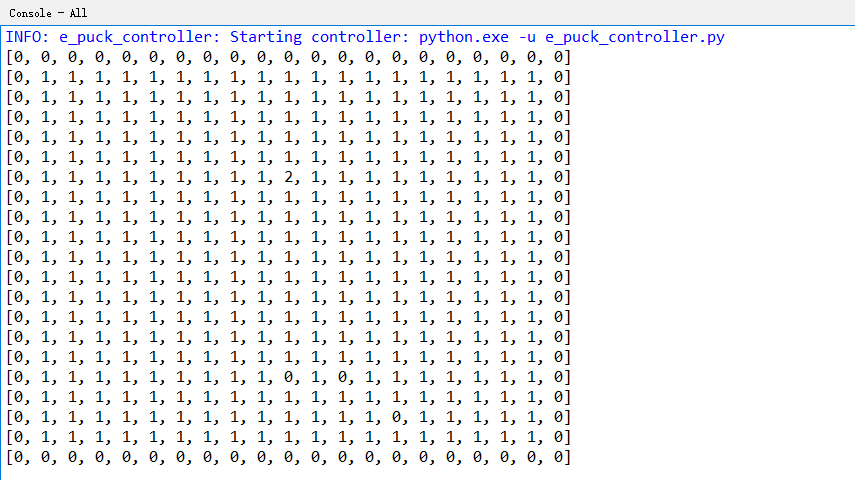 Console - All
INFO: e_puck_controller: Starting controller: python.exe -u e_puck_controller.py
[0, 0, 0, 0, 0, 0, 0, 0, 0, 0, 0, 0, 0, 0, 0, 0, 0, 0, 0, 0, 0]
[0, 1, 1, 1, 1, 1, 1, 1, 1, 1, 1, 1, 1, 1, 1, 1, 1, 1, 1, 1, 0]
[0, 1, 1, 1, 1, 1, 1, 1, 1, 1, 1, 1, 1, 1, 1, 1, 1, 1, 1, 1, 0]
[0, 1, 1, 1, 1, 1, 1, 1, 1, 1, 1, 1, 1, 1, 1, 1, 1, 1, 1, 1, 0]
[0, 1, 1, 1, 1, 1, 1, 1, 1, 1, 1, 1, 1, 1, 1, 1, 1, 1, 1, 1, 0]
[0, 1, 1, 1, 1, 1, 1, 1, 1, 1, 1, 1, 1, 1, 1, 1, 1, 1, 1, 1, 0]
[0, 1, 1, 1, 1, 1, 1, 1, 1, 1, 2, 1, 1, 1, 1, 1, 1, 1, 1, 1, 0]
[0, 1, 1, 1, 1, 1, 1, 1, 1, 1, 1, 1, 1, 1, 1, 1, 1, 1, 1, 1, 0]
[0, 1, 1, 1, 1, 1, 1, 1, 1, 1, 1, 1, 1, 1, 1, 1, 1, 1, 1, 1, 0]
[0, 1, 1, 1, 1, 1, 1, 1, 1, 1, 1, 1, 1, 1, 1, 1, 1, 1, 1, 1, 0]
[0, 1, 1, 1, 1, 1, 1, 1, 1, 1, 1, 1, 1, 1, 1, 1, 1, 1, 1, 1, 0]
[0, 1, 1, 1, 1, 1, 1, 1, 1, 1, 1, 1, 1, 1, 1, 1, 1, 1, 1, 1, 0]
[0, 1, 1, 1, 1, 1, 1, 1, 1, 1, 1, 1, 1, 1, 1, 1, 1, 1, 1, 1, 0]
[0, 1, 1, 1, 1, 1, 1, 1, 1, 1, 1, 1, 1, 1, 1, 1, 1, 1, 1, 1, 0]
[0, 1, 1, 1, 1, 1, 1, 1, 1, 1, 1, 1, 1, 1, 1, 1, 1, 1, 1, 1, 0]
[0, 1, 1, 1, 1, 1, 1, 1, 1, 1, 1, 1, 1, 1, 1, 1, 1, 1, 1, 1, 0]
[0, 1, 1, 1, 1, 1, 1, 1, 1, 1, 0, 1, 0, 1, 1, 1, 1, 1, 1, 1, 0]
[0, 1, 1, 1, 1, 1, 1, 1, 1, 1, 1, 1, 1, 1, 1, 1, 1, 1, 1, 1, 0]
[0, 1, 1, 1, 1, 1, 1, 1, 1, 1, 1, 1, 1, 1, 0, 1, 1, 1, 1, 1, 0]
[0, 1, 1, 1, 1, 1, 1, 1, 1, 1, 1, 1, 1, 1, 1, 1, 1, 1, 1, 1, 0]
[0, 0, 0, 0, 0, 0, 0, 0, 0, 0, 0, 0, 0, 0, 0, 0, 0, 0, 0, 0, 0]